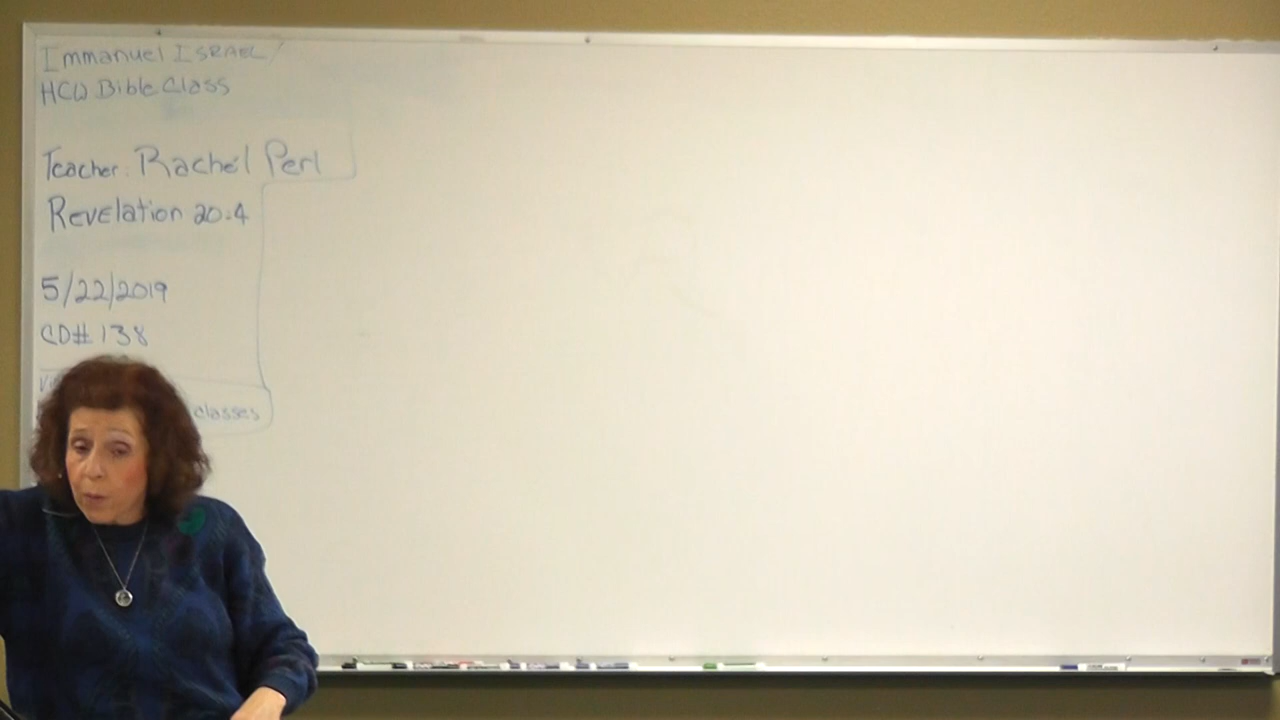 Immanuel ISRAEL/
HCW Bible Class
Teacher: Rachel Perl
Revelation 20:4
5/22/2019
CD# 138
classes